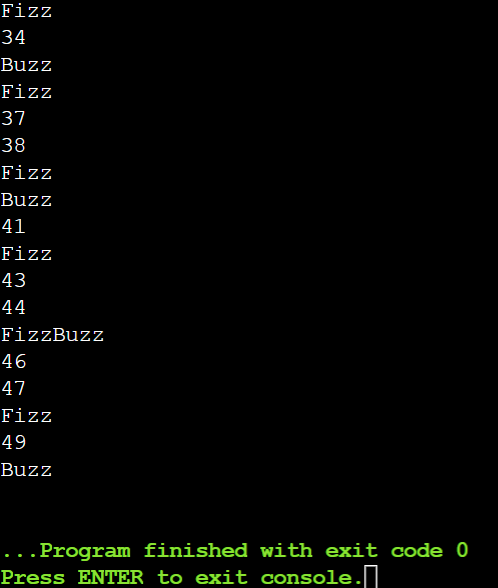 Fizz
34
Buzz
Fizz
37
38
Fizz
Buzz
41
Fizz
43
44
FizzBuzz
46
47
Fizz
49
Buzz
...Program finished with exit code 0
Press ENTER to exit console.